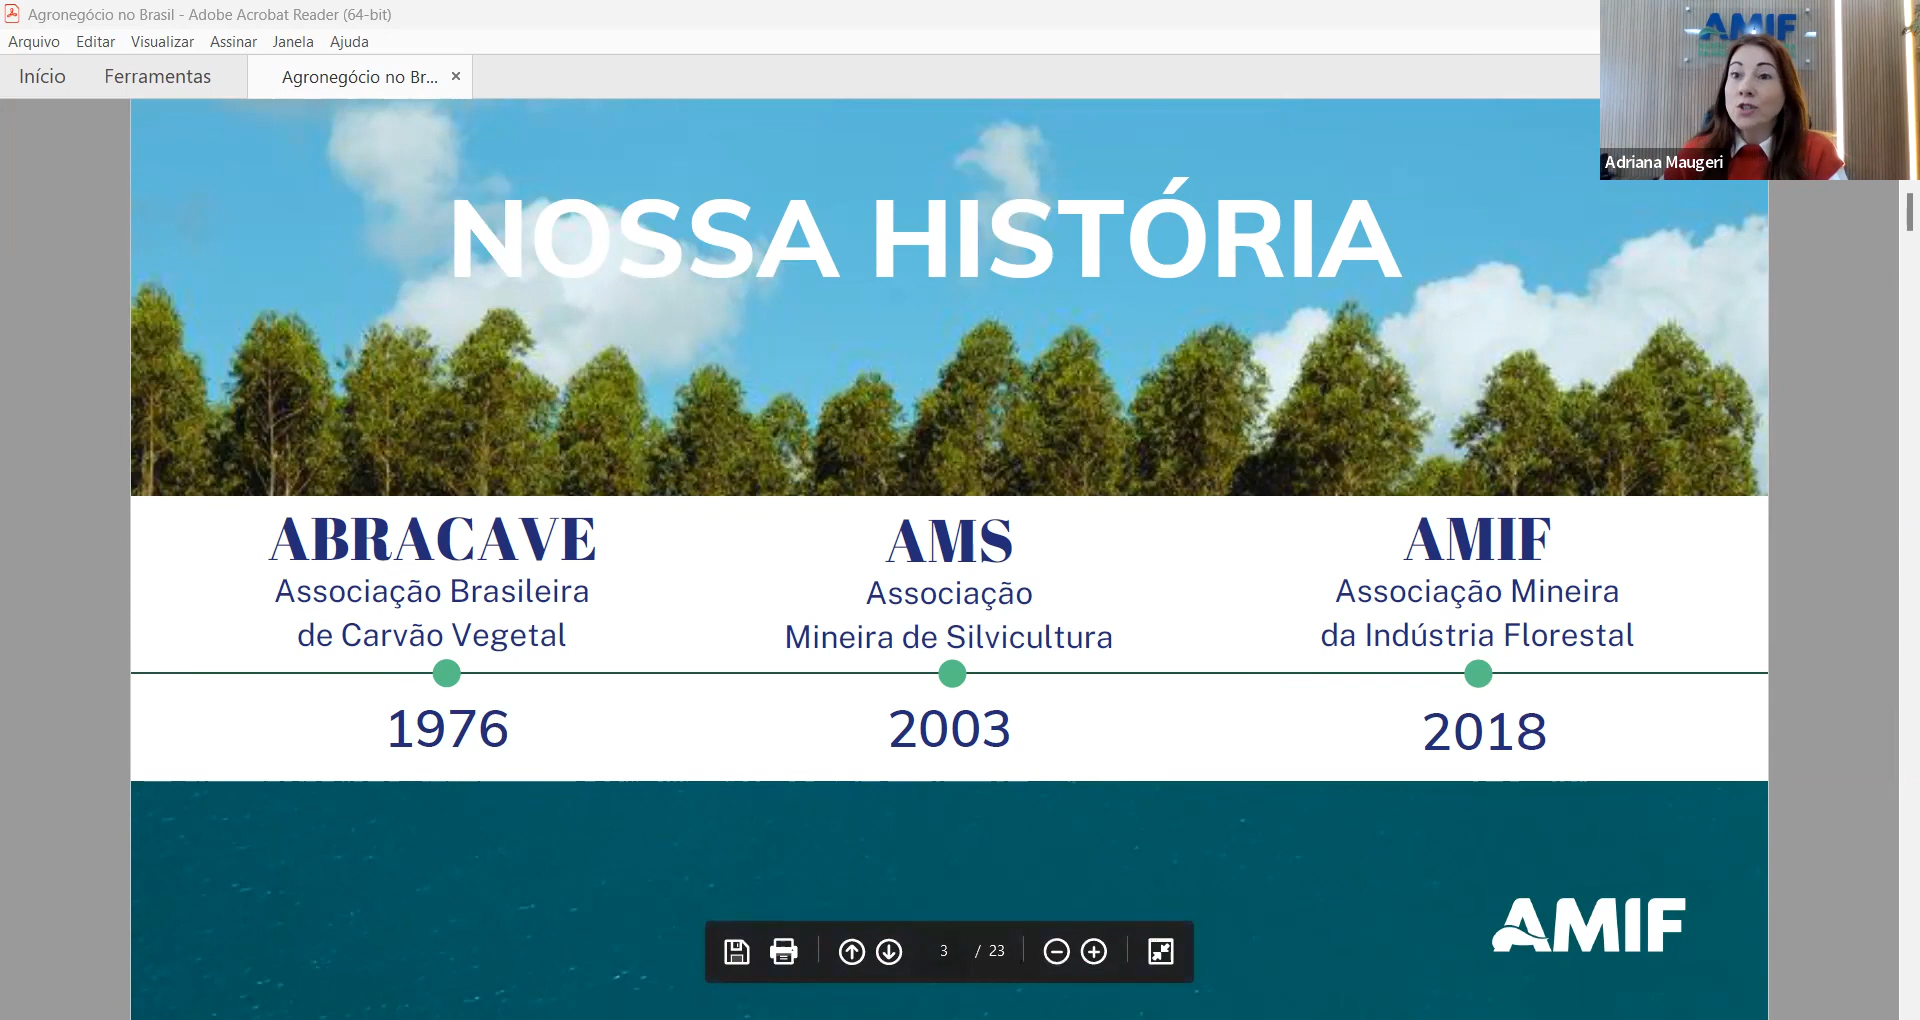 Agronegócio no Brasil - Adobe Acrobat Reader (64-bit)
Arquivo Editar Visualizar Assinar Janela Ajuda
Início Ferramentas Agronegócio no Br... ×
AMIF
Adriana Maugeri
NOSSA HISTÓRIA
ABRACAVE
Associação Brasileira
de Carvão Vegetal
1976
AMS
Associação
Mineira de Silvicultura
2003
AMIF
Associação Mineira
da Indústria Florestal
2018
AMIF
3 / 23